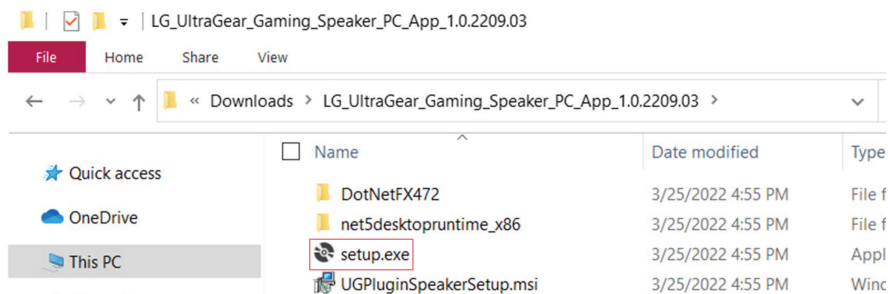 LG_UltraGear_Gaming_Speaker_PC_App_1.0.2209.03
File Home Share View
« Downloads > LG_UltraGear_Gaming_Speaker_PC_App_1.0.2209.03 >
Name Date modified Type
Quick access
DotNetFX472 3/25/2022 4:55 PM File f
OneDrive
net5desktopruntime_x86 3/25/2022 4:55 PM File f
This PC
setup.exe 3/25/2022 4:55 PM Appl
UGPluginSpeakerSetup.msi 3/25/2022 4:55 PM Winc